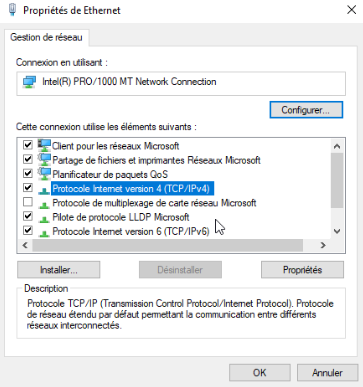 Propriétés de Ethernet
Gestion de réseau
Connexion en utilisant :
Intel(R) PRO/1000 MT Network Connection
Configurer...
Cette connexion utilise les éléments suivants :
Client pour les réseaux Microsoft
Partage de fichiers et imprimantes Réseaux Microsoft
Planificateur de paquets QoS
Protocole Internet version 4 (TCP/IPv4)
Protocole de multiplexage de carte réseau Microsoft
Pilote de protocole LLDP Microsoft
Protocole Internet version 6 (TCP/IPv6)
Installer...
Désinstaller
Propriétés
Description
Protocole TCP/IP (Transmission Control Protocol/Internet Protocol). Protocole
de réseau étendu par défaut permettant la communication entre différents
réseaux interconnectés.
OK
Annuler